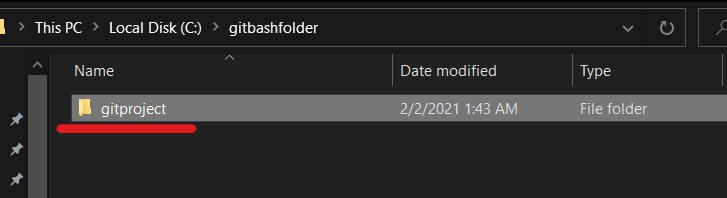 This PC > Local Disk (C:) > gitbashfolder
Name Date modified Type
gitproject 2/2/2021 1:43 AM File folder